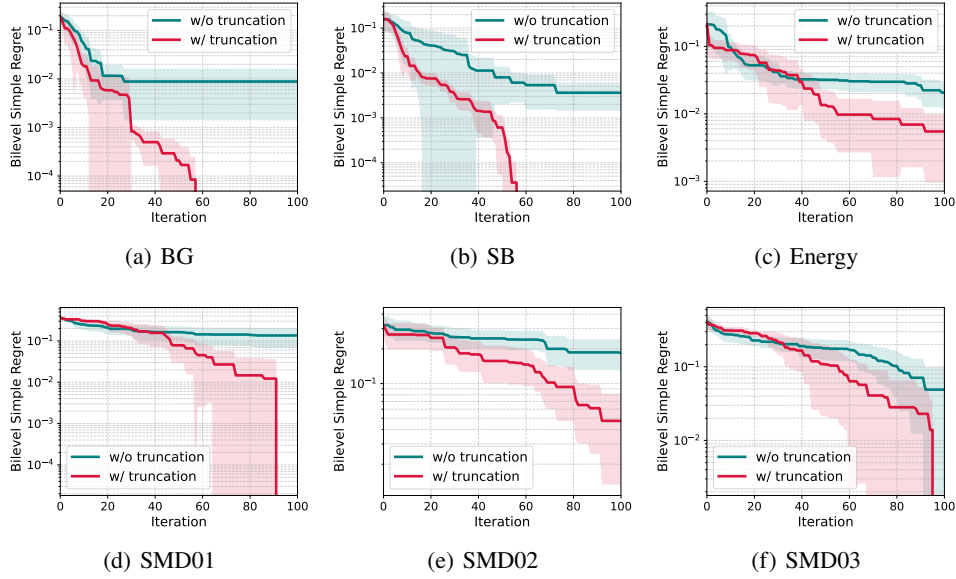 Bilevel Simple Regret
10⁻¹
10⁻²
10⁻³
10⁻⁴
w/o truncation
w/ truncation
0 20 40 60 80 100
Iteration
(a) BG
Bilevel Simple Regret
10⁻¹
10⁻²
10⁻³
10⁻⁴
w/o truncation
w/ truncation
0 20 40 60 80 100
Iteration
(b) SB
Bilevel Simple Regret
10⁻¹
10⁻²
10⁻³
w/o truncation
w/ truncation
0 20 40 60 80 100
Iteration
(c) Energy
Bilevel Simple Regret
10⁻¹
10⁻²
10⁻³
10⁻⁴
w/o truncation
w/ truncation
0 20 40 60 80 100
Iteration
(d) SMD01
Bilevel Simple Regret
10⁻¹
w/o truncation
w/ truncation
0 20 40 60 80 100
Iteration
(e) SMD02
Bilevel Simple Regret
10⁻¹
10⁻²
w/o truncation
w/ truncation
0 20 40 60 80 100
Iteration
(f) SMD03